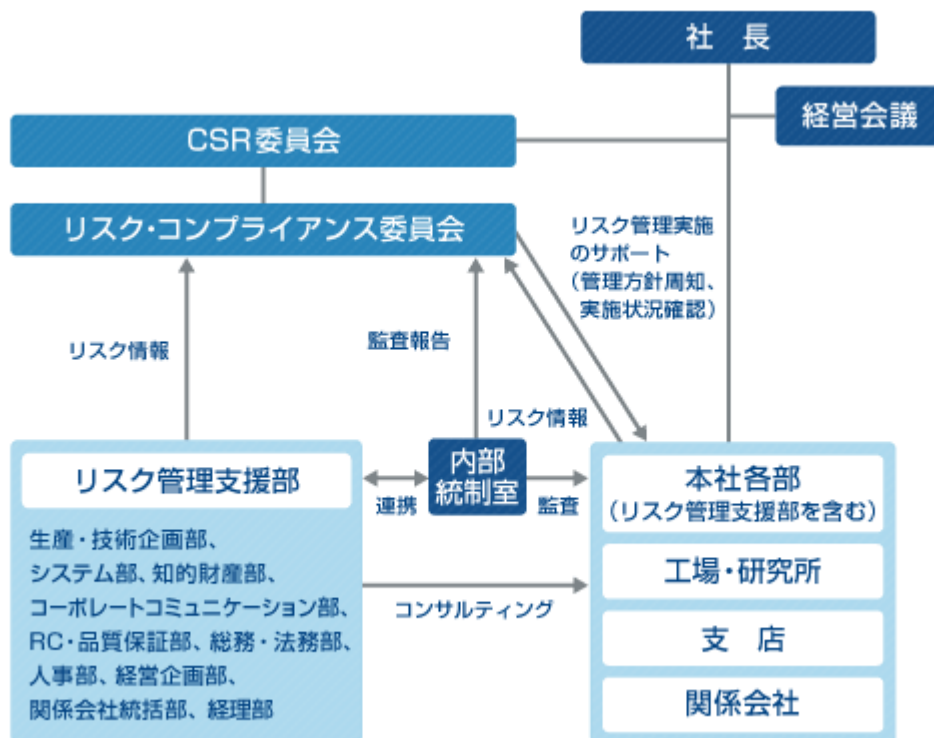 社 長
経営会議
CSR委員会
リスク・コンプライアンス委員会
リスク管理実施
のサポート
（管理方針周知、
実施状況確認）
リスク情報
監査報告
リスク情報
リスク管理支援部
生産・技術企画部、
システム部、知的財産部、
コーポレートコミュニケーション部、
RC・品質保証部、総務・法務部、
人事部、経営企画部、
関係会社統括部、経理部
連携
内部
統制室
監査
コンサルティング
本社各部
（リスク管理支援部を含む）
工場・研究所
支 店
関係会社